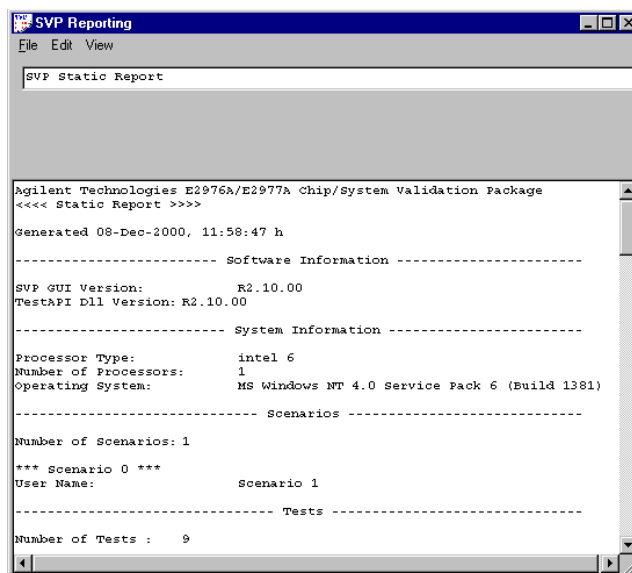 SVP Reporting
File Edit View
SVP Static Report
Agilent Technologies E2976A/E2977A Chip/System Validation Package
<<<< Static Report >>>>
Generated 08-Dec-2000, 11:58:47 h
------------------------- Software Information -----------------------
SVP GUI Version: R2.10.00
TestAPI Dll Version: R2.10.00
-------------------------- System Information ------------------------
Processor Type: intel 6
Number of Processors: 1
Operating System: MS Windows NT 4.0 Service Pack 6 (Build 1381)
------------------------------ Scenarios -----------------------------
Number of Scenarios: 1
*** Scenario 0 ***
User Name: Scenario 1
-------------------------------- Tests -------------------------------
Number of Tests : 9